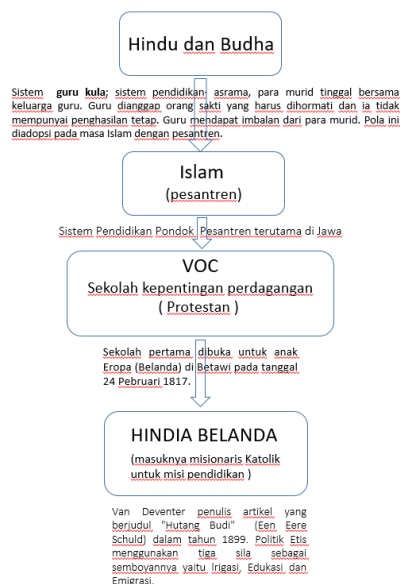 Hindu dan Budha
Sistem guru kula; sistem pendidikan asrama, para murid tinggal bersama
keluarga guru. Guru dianggap orang sakti yang harus dihormati dan ia tidak
mempunyai penghasilan tetap. Guru mendapat imbalan dari para murid. Pola ini
diadopsi pada masa Islam dengan pesantren.
Islam
(pesantren)
Sistem Pendidikan Pondok Pesantren terutama di Jawa
VOC
Sekolah kepentingan perdagangan
( Protestan )
Sekolah pertama dibuka untuk anak
Eropa (Belanda) di Betawi pada tanggal
24 Pebruari 1817.
HINDIA BELANDA
(masuknya misionaris Katolik
untuk misi pendidikan )
Van Deventer penulis artikel yang
berjudul "Hutang Budi" (Een Eere
Schuld) dalam tahun 1899. Politik Etis
menggunakan tiga sila sebagai
semboyannya yaitu Irigasi, Edukasi dan
Emigrasi.